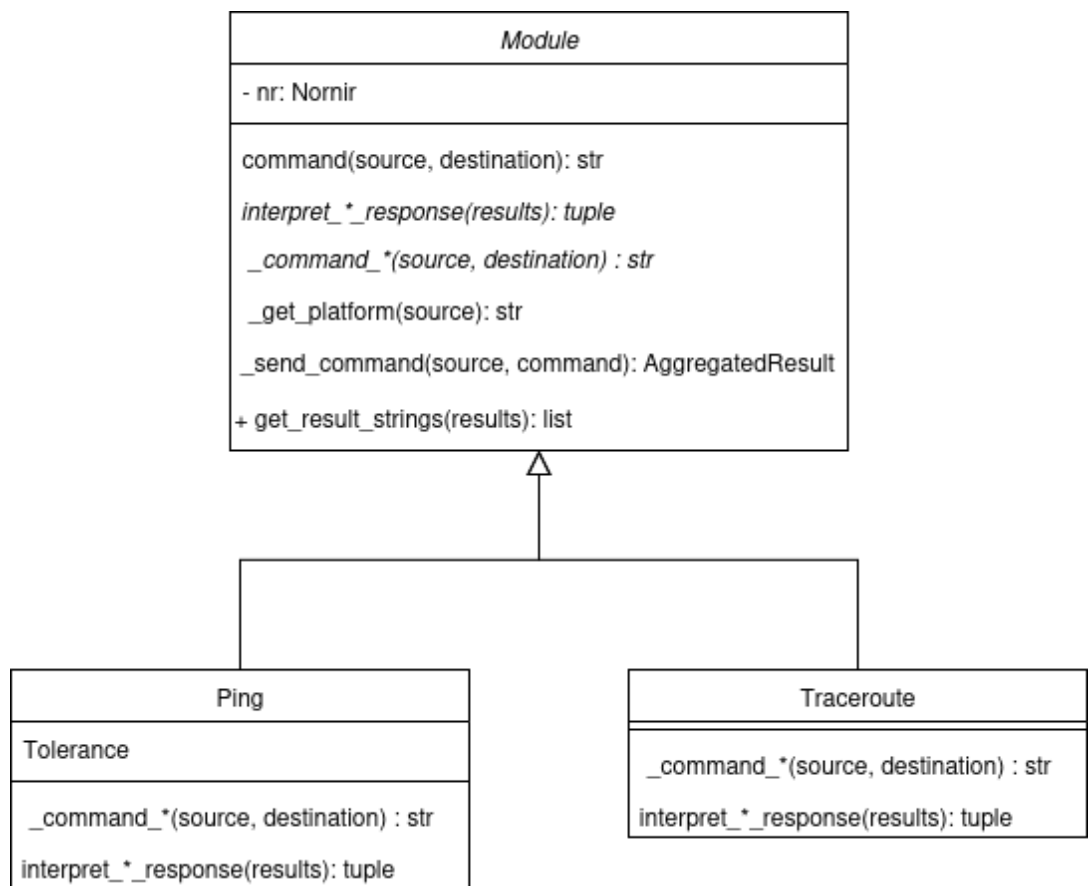 Module
- nr: Nornir
command(source, destination): str
interpret_*_response(results): tuple
_command_*(source, destination) : str
_get_platform(source): str
_send_command(source, command): AggregatedResult
+ get_result_strings(results): list
Ping
Tolerance
_command_*(source, destination) : str
interpret_*_response(results): tuple
Traceroute
_command_*(source, destination) : str
interpret_*_response(results): tuple